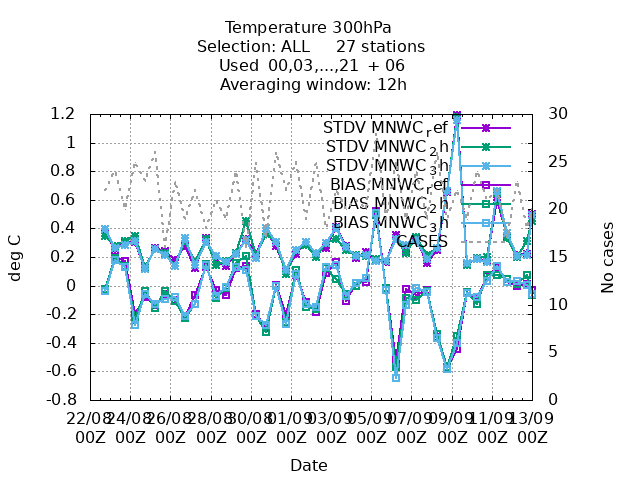 Temperature 300hPa
Selection: ALL     27 stations
Used  00,03,...,21  + 06
Averaging window: 12h
1.2
1
0.8
0.6
0.4
0.2
0
-0.2
-0.4
-0.6
-0.8
deg C
30
25
20
15
10
5
0
No cases
STDV MNWC_ref
STDV MNWC_2h
STDV MNWC_3h
BIAS MNWC_ref
BIAS MNWC_2h
BIAS MNWC_3h
CASES
22/08 24/08 26/08 28/08 30/08 01/09 03/09 05/09 07/09 09/09 11/09 13/09
00Z 00Z 00Z 00Z 00Z 00Z 00Z 00Z 00Z 00Z 00Z 00Z
Date